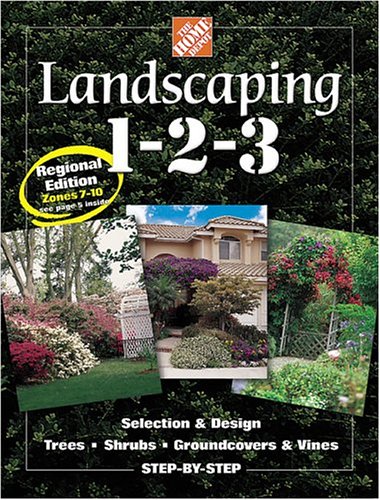 THE
HOME
DEPOT
Landscaping
1-2-3
Regional
Edition
Zones 7-10
see page 5 inside
Selection & Design
Trees ▪ Shrubs ▪ Groundcovers & Vines
STEP-BY-STEP